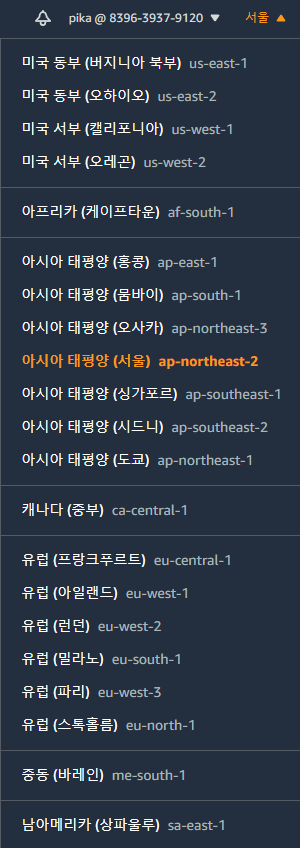 pika @ 8396-3937-9120 ▼ 서울 ▲
미국 동부 (버지니아 북부) us-east-1
미국 동부 (오하이오) us-east-2
미국 서부 (캘리포니아) us-west-1
미국 서부 (오레곤) us-west-2
아프리카 (케이프타운) af-south-1
아시아 태평양 (홍콩) ap-east-1
아시아 태평양 (뭄바이) ap-south-1
아시아 태평양 (오사카) ap-northeast-3
아시아 태평양 (서울) ap-northeast-2
아시아 태평양 (싱가포르) ap-southeast-1
아시아 태평양 (시드니) ap-southeast-2
아시아 태평양 (도쿄) ap-northeast-1
캐나다 (중부) ca-central-1
유럽 (프랑크푸르트) eu-central-1
유럽 (아일랜드) eu-west-1
유럽 (런던) eu-west-2
유럽 (밀라노) eu-south-1
유럽 (파리) eu-west-3
유럽 (스톡홀름) eu-north-1
중동 (바레인) me-south-1
남아메리카 (상파울루) sa-east-1